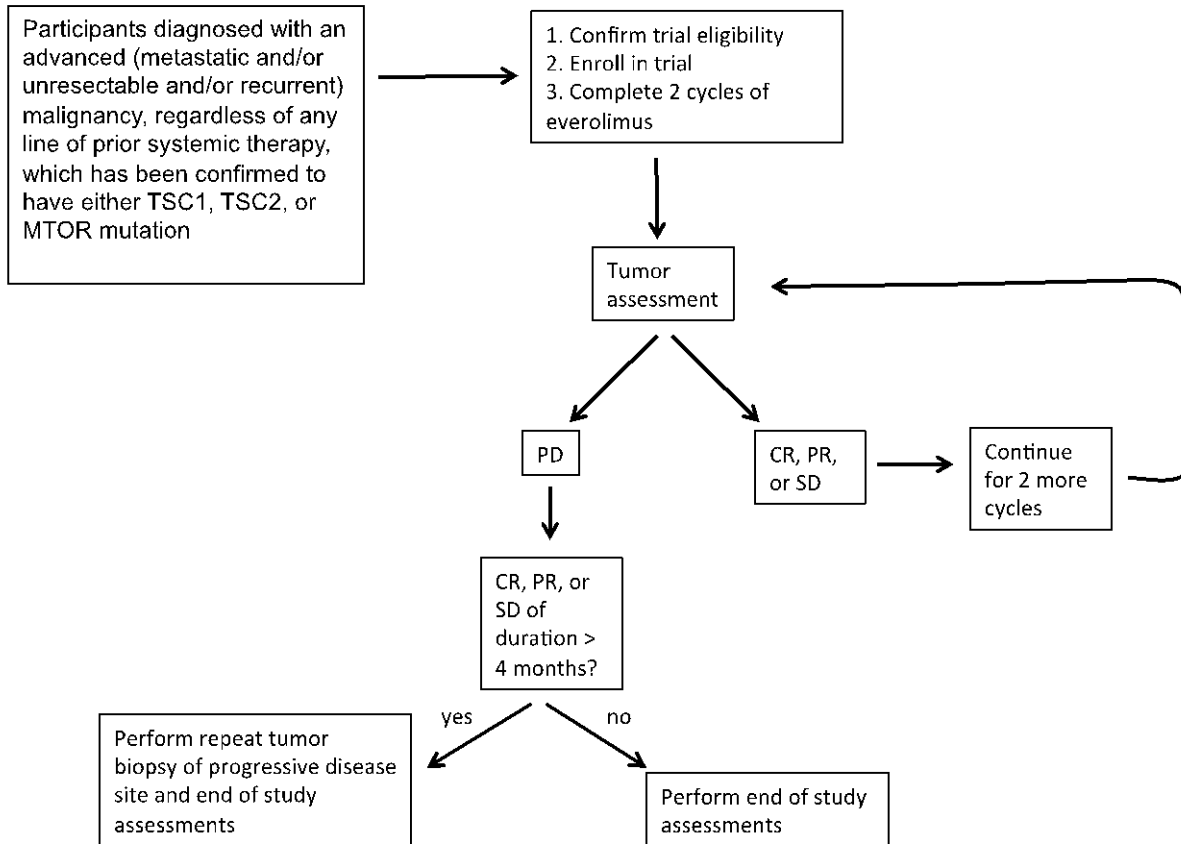 Participants diagnosed with an
advanced (metastatic and/or
unresectable and/or recurrent)
malignancy, regardless of any
line of prior systemic therapy,
which has been confirmed to
have either TSC1, TSC2, or
MTOR mutation
1. Confirm trial eligibility
2. Enroll in trial
3. Complete 2 cycles of
everolimus
Tumor
assessment
PD
CR, PR,
or SD
Continue
for 2 more
cycles
CR, PR, or
SD of
duration >
4 months?
yes
no
Perform repeat tumor
biopsy of progressive disease
site and end of study
assessments
Perform end of study
assessments